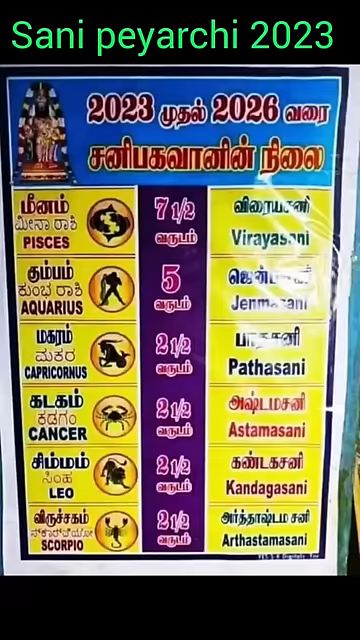 Sani peyarchi 2023
2023 முதல் 2026 வரை
சனிபகவானின் நிலை
மீனம்
ಮೀನಾ ರಾಶಿ
PISCES
7 1/2
வருடம்
விரையசனி
Virayasani
கும்பம்
ಕುಂಭ ರಾಶಿ
AQUARIUS
5
வருடம்
Jenmasani
மகரம்
ಮಕರ
CAPRICORNUS
2 1/2
வருடம்
பாதசனி
Pathasani
கடகம்
CANCER
2 1/2
வருடம்
அஷ்டமசனி
Astamasani
சிம்மம்
ಸಿಂಹ
LEO
2 1/2
வருடம்
கண்டகசனி
Kandagasani
விருச்சகம்
SCORPIO
2 1/2
வருடம்
அர்த்தாஷ்டம சனி
Arthastamasani